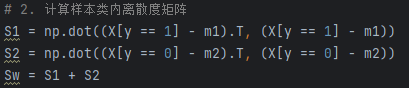 # 2. 计算样本类内离散度矩阵
S1 = np.dot((X[y == 1] - m1).T, (X[y == 1] - m1))
S2 = np.dot((X[y == 0] - m2).T, (X[y == 0] - m2))
Sw = S1 + S2